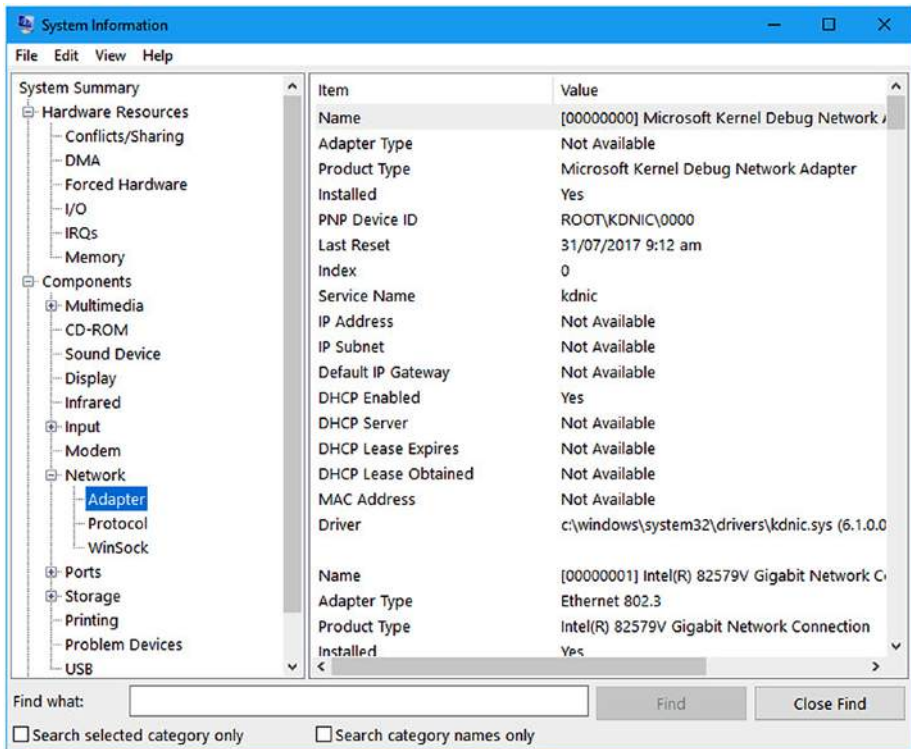 System Information
File Edit View Help
System Summary
Hardware Resources
Conflicts/Sharing
DMA
Forced Hardware
I/O
IRQs
Memory
Components
Multimedia
CD-ROM
Sound Device
Display
Infrared
Input
Modem
Network
Adapter
Protocol
WinSock
Ports
Storage
Printing
Problem Devices
USB
Item Value
Name [00000000] Microsoft Kernel Debug Network
Adapter Type Not Available
Product Type Microsoft Kernel Debug Network Adapter
Installed Yes
PNP Device ID ROOT\KDNIC\0000
Last Reset 31/07/2017 9:12 am
Index 0
Service Name kdnic
IP Address Not Available
IP Subnet Not Available
Default IP Gateway Not Available
DHCP Enabled Yes
DHCP Server Not Available
DHCP Lease Expires Not Available
DHCP Lease Obtained Not Available
MAC Address Not Available
Driver c:\windows\system32\drivers\kdnic.sys (6.1.0.0
Name [00000001] Intel(R) 82579V Gigabit Network C
Adapter Type Ethernet 802.3
Product Type Intel(R) 82579V Gigabit Network Connection
Installed Yes
Find what: Find Close Find
Search selected category only Search category names only